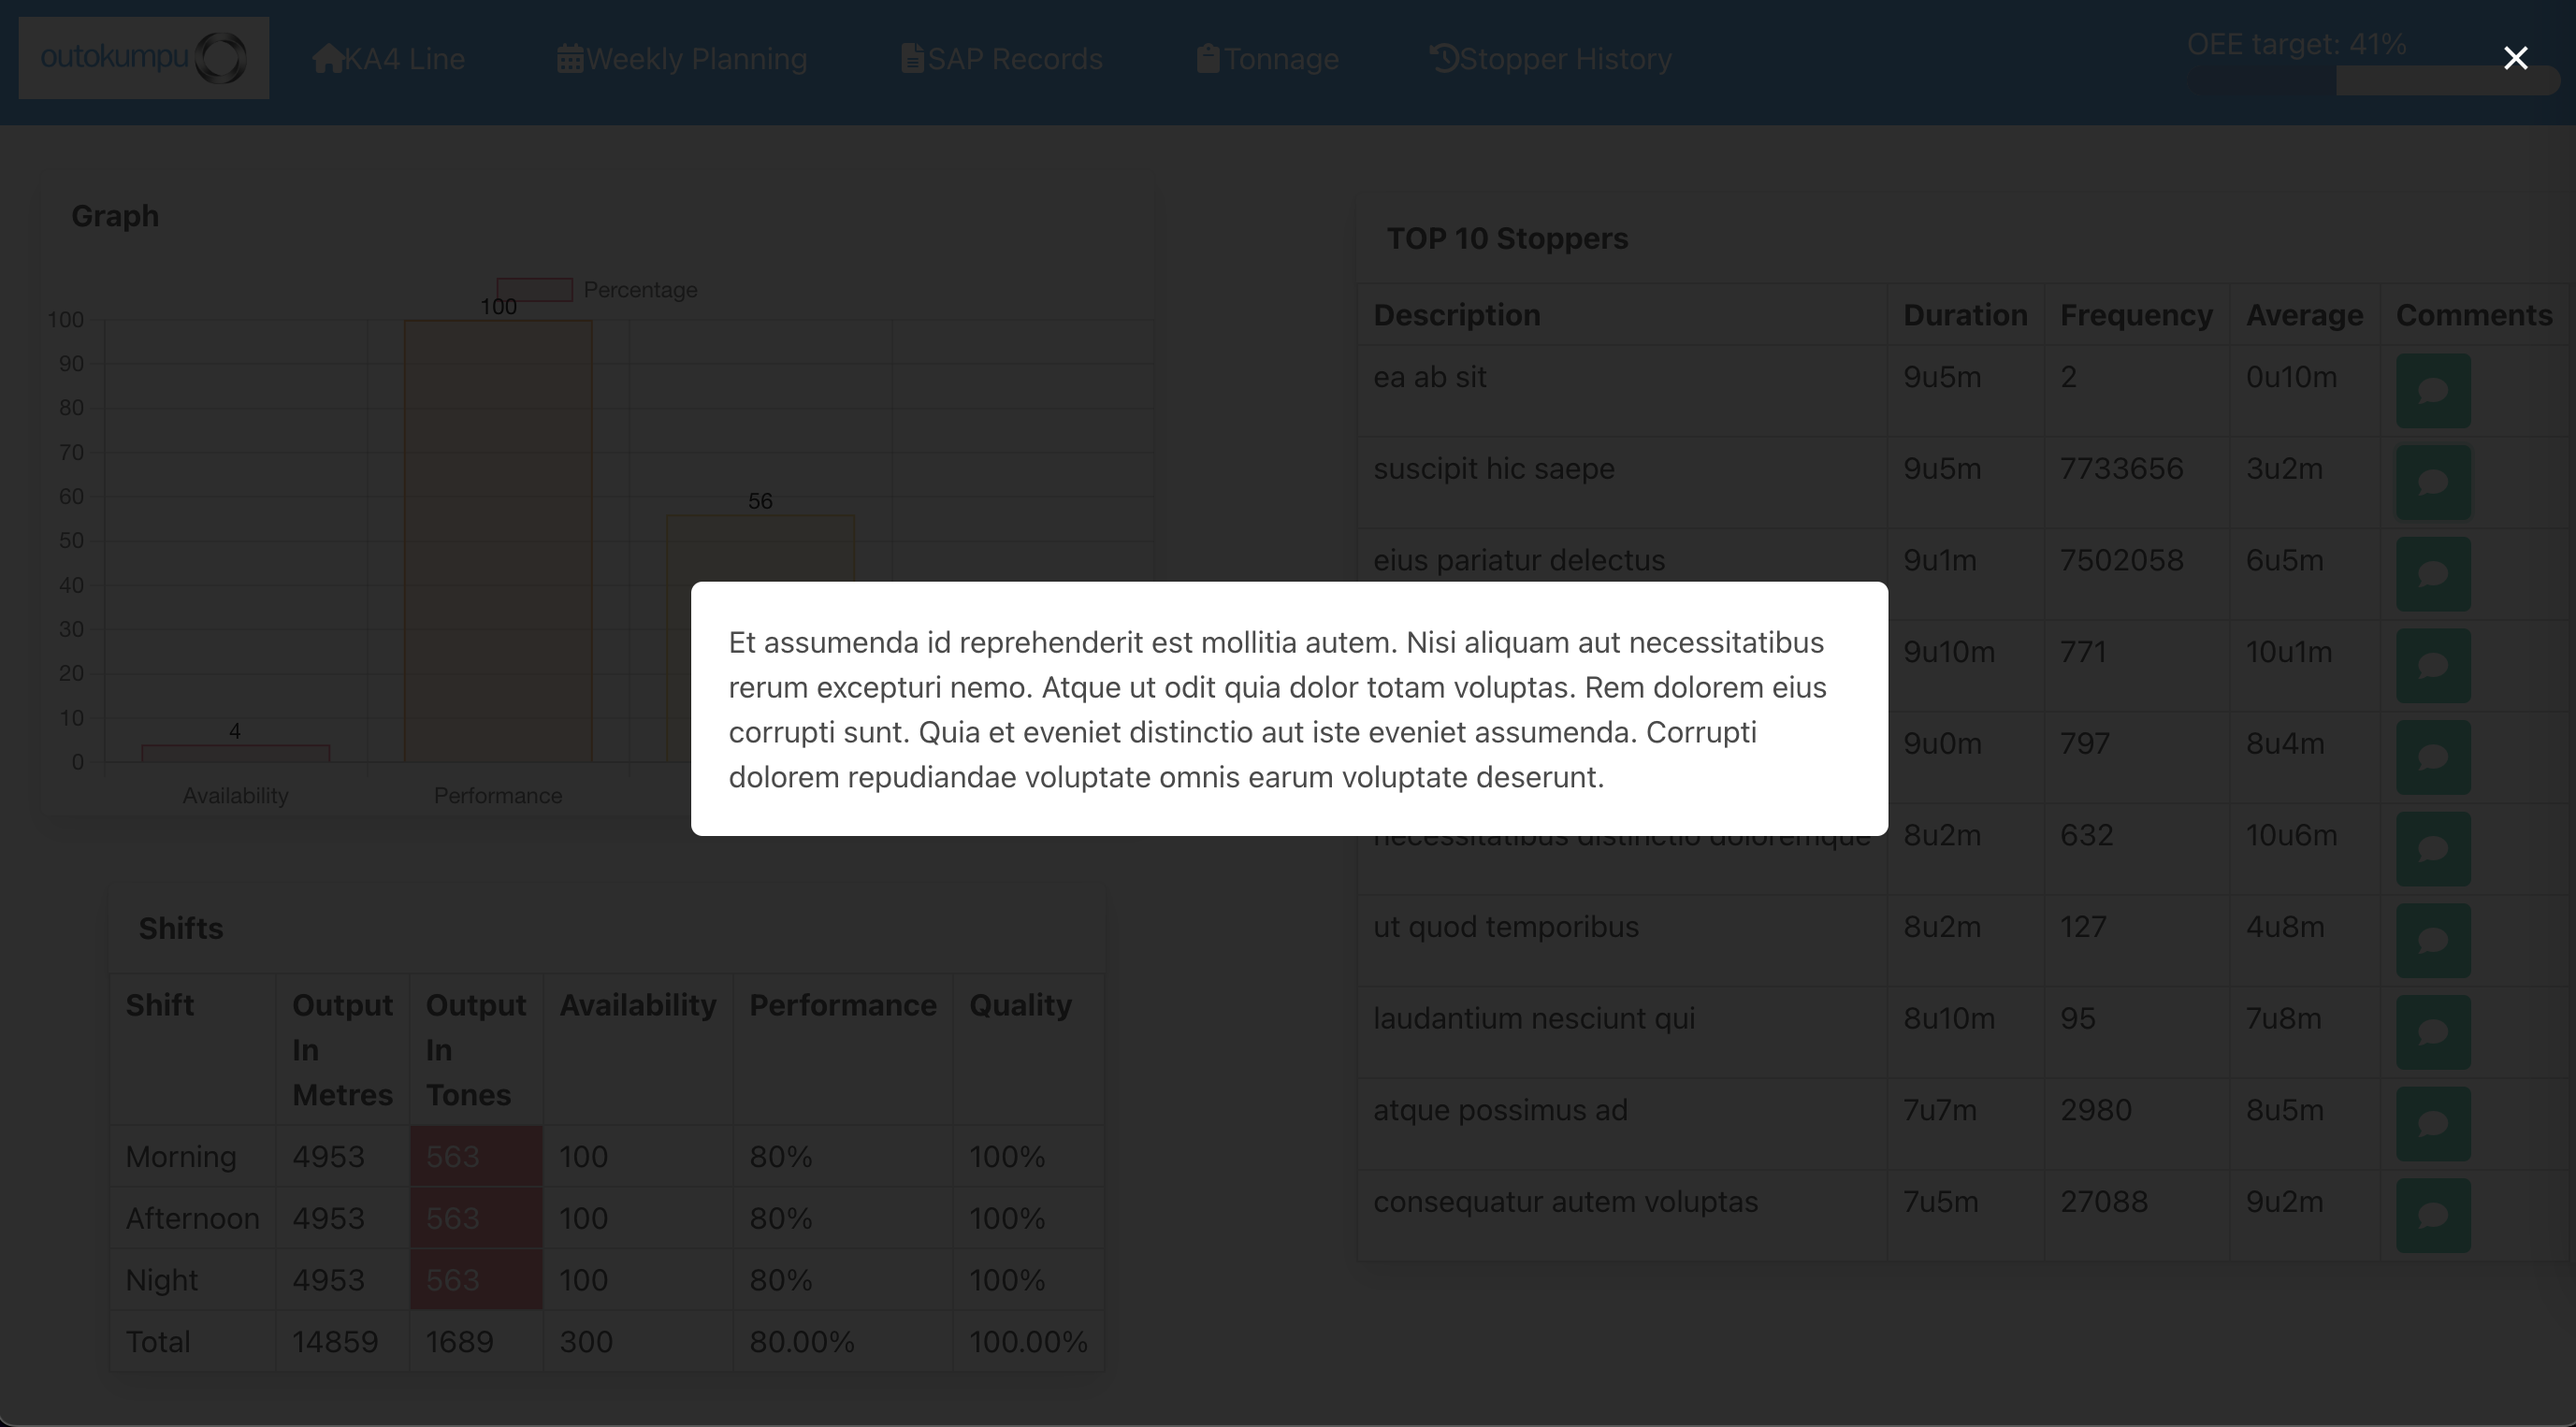 outokumpu
KA4 Line
Weekly Planning
SAP Records
Tonnage
Stopper History
OEE target: 41%
Graph
Percentage
100
100
90
80
70
60
56
50
40
30
20
10
4
0
Availability
Performance
TOP 10 Stoppers
Description Duration Frequency Average Comments
ea ab sit 9u5m 2 0u10m
suscipit hic saepe 9u5m 7733656 3u2m
eius pariatur delectus 9u1m 7502058 6u5m
9u10m 771 10u1m
9u0m 797 8u4m
necessitatibus distinctio doloremque 8u2m 632 10u6m
ut quod temporibus 8u2m 127 4u8m
laudantium nesciunt qui 8u10m 95 7u8m
atque possimus ad 7u7m 2980 8u5m
consequatur autem voluptas 7u5m 27088 9u2m
Et assumenda id reprehenderit est mollitia autem. Nisi aliquam aut necessitatibus
rerum excepturi nemo. Atque ut odit quia dolor totam voluptas. Rem dolorem eius
corrupti sunt. Quia et eveniet distinctio aut iste eveniet assumenda. Corrupti
dolorem repudiandae voluptate omnis earum voluptate deserunt.
Shifts
Shift Output In Metres Output In Tones Availability Performance Quality
Morning 4953 563 100 80% 100%
Afternoon 4953 563 100 80% 100%
Night 4953 563 100 80% 100%
Total 14859 1689 300 80.00% 100.00%